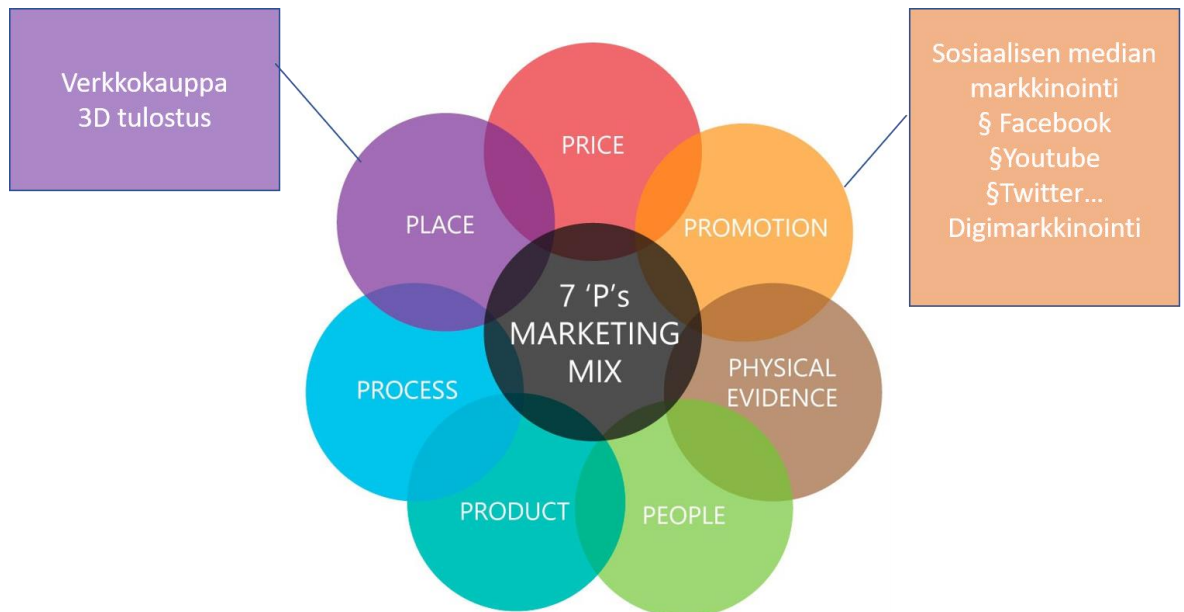 Verkkokauppa
3D tulostus
Sosiaalisen median
markkinointi
§ Facebook
§Youtube
§Twitter...
Digimarkkinointi
PRICE
PLACE
PROMOTION
7 'P's
MARKETING
MIX
PROCESS
PHYSICAL
EVIDENCE
PRODUCT
PEOPLE